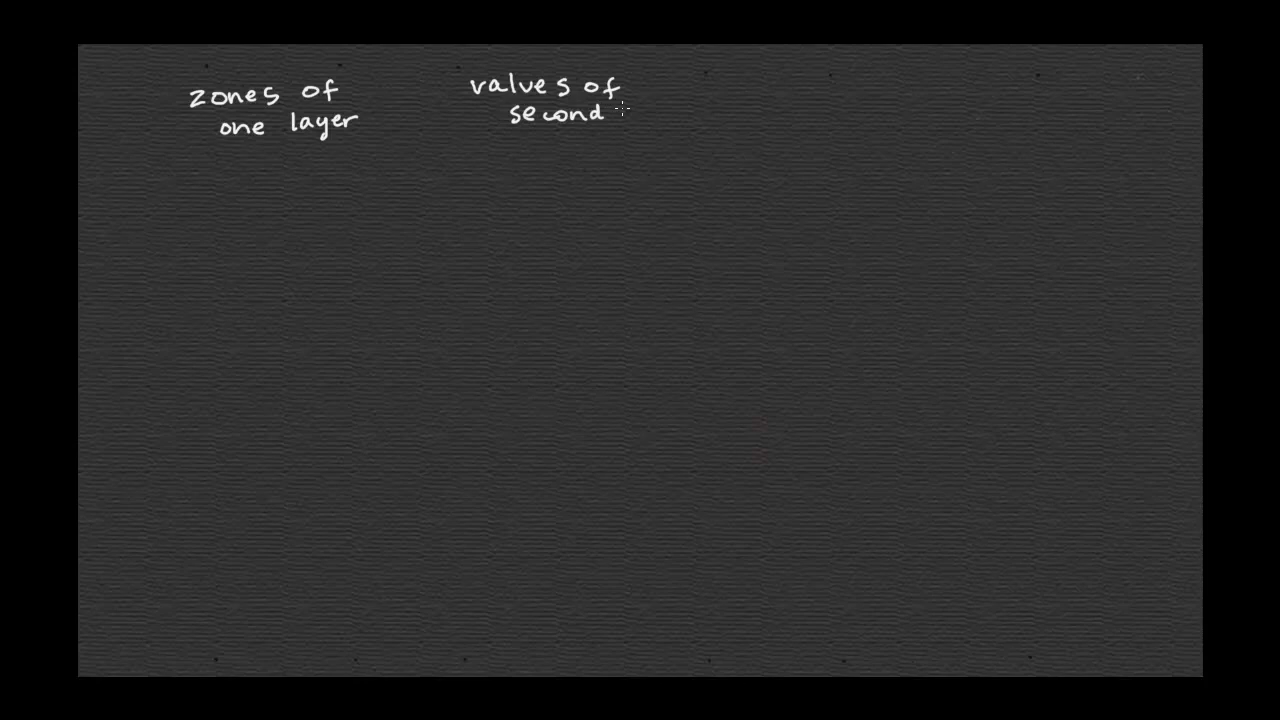 zones of
one layer
values of
second